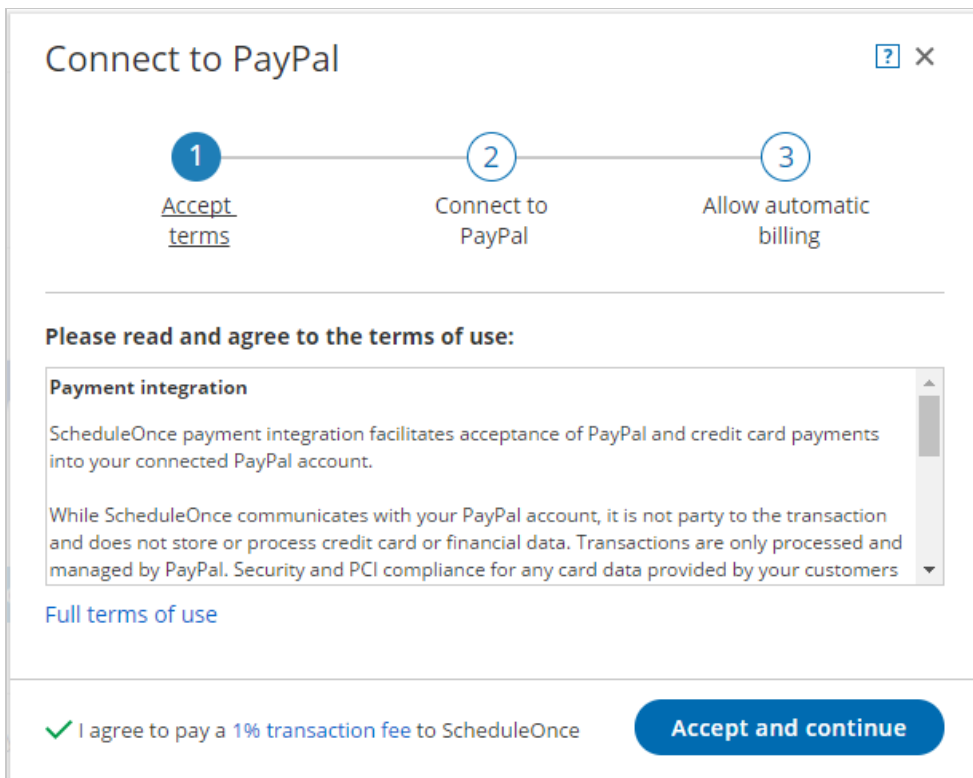 Connect to PayPal
?
1
2
3
Accept
terms
Connect to
PayPal
Allow automatic
billing
Please read and agree to the terms of use:
Payment integration
ScheduleOnce payment integration facilitates acceptance of PayPal and credit card payments
into your connected PayPal account.
While ScheduleOnce communicates with your PayPal account, it is not party to the transaction
and does not store or process credit card or financial data. Transactions are only processed and
managed by PayPal. Security and PCI compliance for any card data provided by your customers
Full terms of use
I agree to pay a 1% transaction fee to ScheduleOnce
Accept and continue